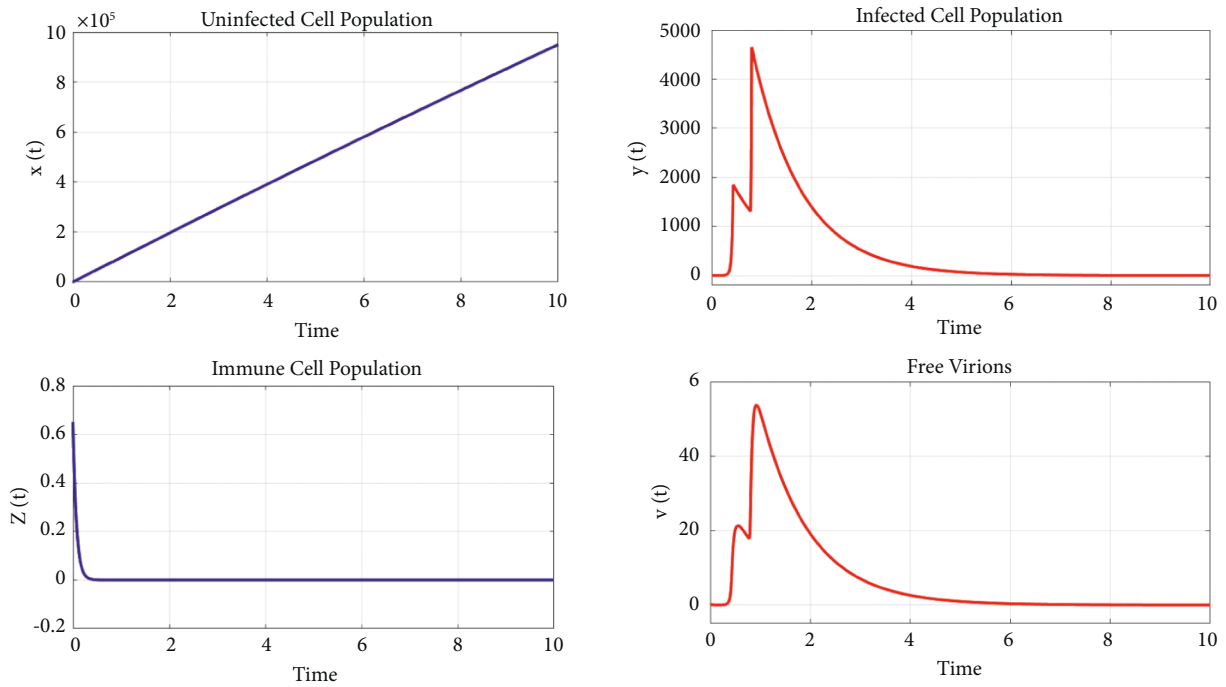 Uninfected Cell Population
×10⁵
10
8
6
4
2
0
x (t)
0 2 4 6 8 10
Time
Infected Cell Population
5000
4000
3000
2000
1000
0
y (t)
0 2 4 6 8 10
Time
Immune Cell Population
0.8
0.6
0.4
0.2
0
-0.2
Z (t)
0 2 4 6 8 10
Time
Free Virions
6
40
20
0
v (t)
0 2 4 6 8 10
Time